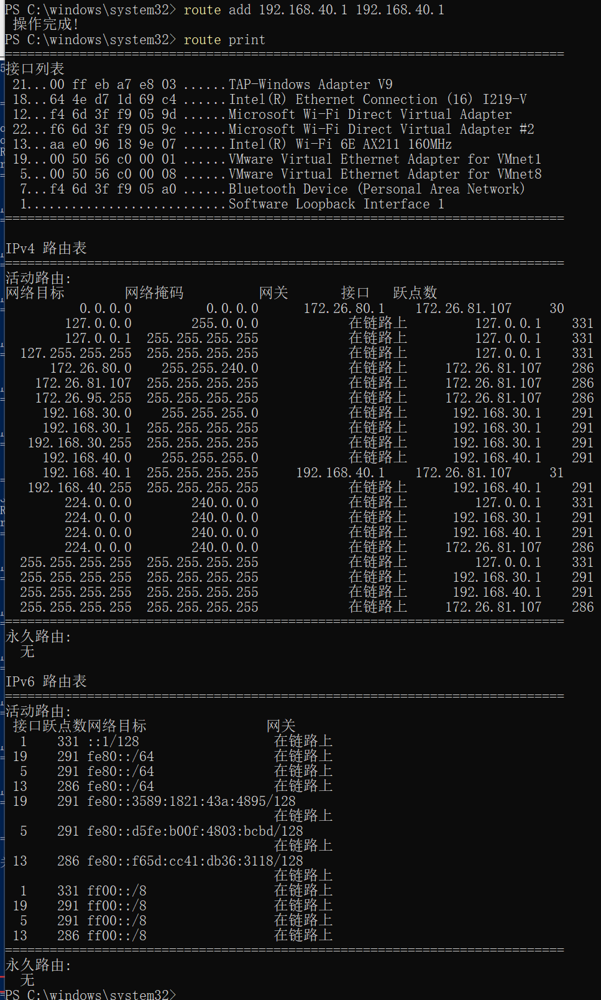 PS C:\windows\system32> route add 192.168.40.1 192.168.40.1
操作完成!
PS C:\windows\system32> route print
===========================================================================
接口列表
21...00 ff eb a7 e8 03 ......TAP-Windows Adapter V9
18...64 4e d7 1d 69 c4 ......Intel(R) Ethernet Connection (16) I219-V
12...f4 6d 3f f9 05 9d ......Microsoft Wi-Fi Direct Virtual Adapter
22...f6 6d 3f f9 05 9c ......Microsoft Wi-Fi Direct Virtual Adapter #2
13...aa e0 96 18 9e 07 ......Intel(R) Wi-Fi 6E AX211 160MHz
19...00 50 56 c0 00 01 ......VMware Virtual Ethernet Adapter for VMnet1
5...00 50 56 c0 00 08 ......VMware Virtual Ethernet Adapter for VMnet8
7...f4 6d 3f f9 05 a0 ......Bluetooth Device (Personal Area Network)
1...........................Software Loopback Interface 1
===========================================================================
IPv4 路由表
===========================================================================
活动路由:
网络目标 网络掩码 网关 接口 跃点数
0.0.0.0 0.0.0.0 172.26.80.1 172.26.81.107 30
127.0.0.0 255.0.0.0 在链路上 127.0.0.1 331
127.0.0.1 255.255.255.255 在链路上 127.0.0.1 331
127.255.255.255 255.255.255.255 在链路上 127.0.0.1 331
172.26.80.0 255.255.240.0 在链路上 172.26.81.107 286
172.26.81.107 255.255.255.255 在链路上 172.26.81.107 286
172.26.95.255 255.255.255.255 在链路上 172.26.81.107 286
192.168.30.0 255.255.255.0 在链路上 192.168.30.1 291
192.168.30.1 255.255.255.255 在链路上 192.168.30.1 291
192.168.30.255 255.255.255.255 在链路上 192.168.30.1 291
192.168.40.0 255.255.255.0 在链路上 192.168.40.1 291
192.168.40.1 255.255.255.255 192.168.40.1 172.26.81.107 31
192.168.40.255 255.255.255.255 在链路上 192.168.40.1 291
224.0.0.0 240.0.0.0 在链路上 127.0.0.1 331
224.0.0.0 240.0.0.0 在链路上 192.168.30.1 291
224.0.0.0 240.0.0.0 在链路上 192.168.40.1 291
224.0.0.0 240.0.0.0 在链路上 172.26.81.107 286
255.255.255.255 255.255.255.255 在链路上 127.0.0.1 331
255.255.255.255 255.255.255.255 在链路上 192.168.30.1 291
255.255.255.255 255.255.255.255 在链路上 192.168.40.1 291
255.255.255.255 255.255.255.255 在链路上 172.26.81.107 286
===========================================================================
永久路由:
无
IPv6 路由表
===========================================================================
活动路由:
接口跃点数网络目标 网关
1 331 ::1/128 在链路上
19 291 fe80::/64 在链路上
5 291 fe80::/64 在链路上
13 286 fe80::/64 在链路上
19 291 fe80::3589:1821:43a:4895/128
在链路上
5 291 fe80::d5fe:b00f:4803:bcbd/128
在链路上
13 286 fe80::f65d:cc41:db36:3118/128
在链路上
1 331 ff00::/8 在链路上
19 291 ff00::/8 在链路上
5 291 ff00::/8 在链路上
13 286 ff00::/8 在链路上
===========================================================================
永久路由:
无
PS C:\windows\system32>